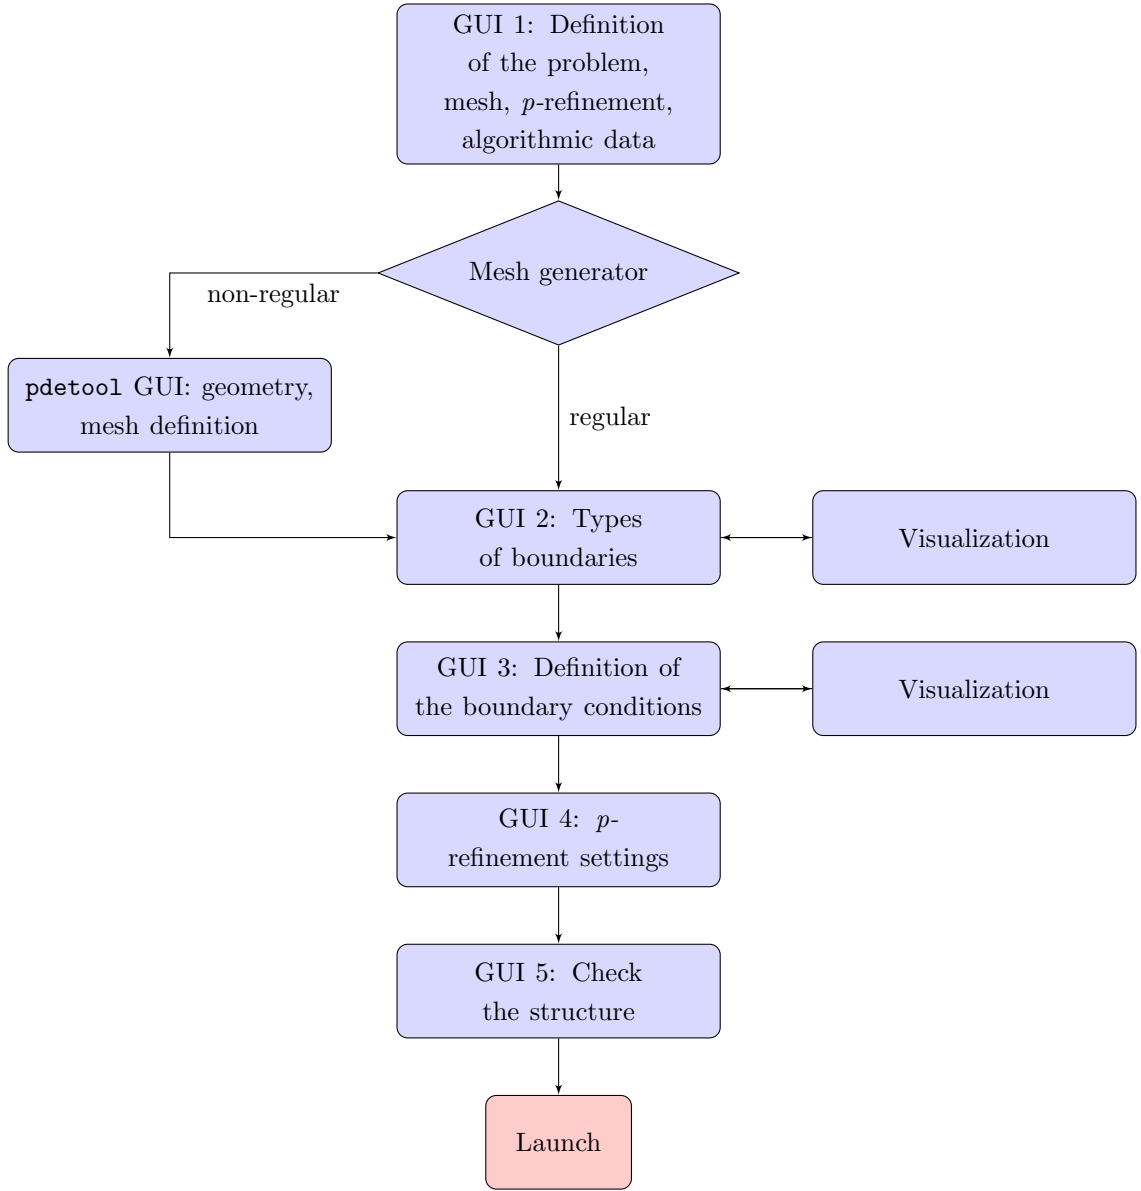 GUI 1: Definition
of the problem,
mesh, p-refinement,
algorithmic data
Mesh generator
non-regular
pdetool GUI: geometry,
mesh definition
regular
GUI 2: Types
of boundaries
Visualization
GUI 3: Definition of
the boundary conditions
Visualization
GUI 4: p-
refinement settings
GUI 5: Check
the structure
Launch